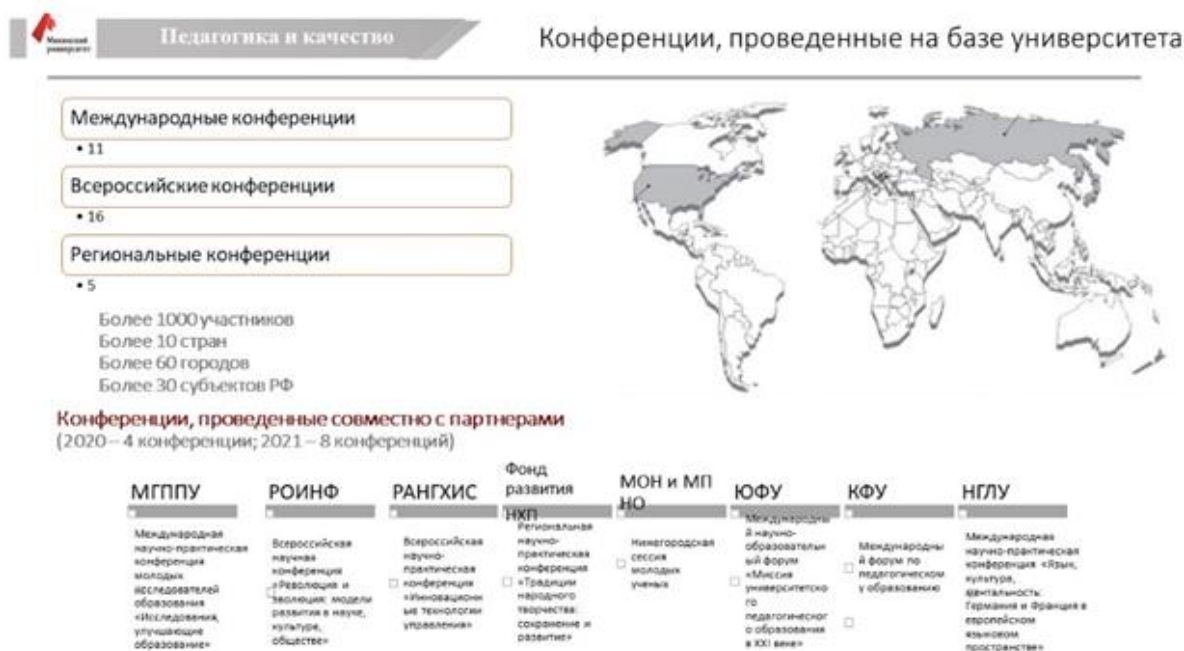 Мининский
университет
Педагогика и качество
Конференции, проведенные на базе университета
Международные конференции
• 11
Всероссийские конференции
• 16
Региональные конференции
• 5
Более 1000 участников
Более 10 стран
Более 60 городов
Более 30 субъектов РФ
Конференции, проведенные совместно с партнерами
(2020 – 4 конференции; 2021 – 8 конференций)
МГППУ
Международная
научно-практическая
конференция
молодых
исследователей
образования
«Исследования,
улучшающие
образование»
РОИНФ
Всероссийская
научная
конференция
«Революция и
эволюция: модели
развития в науке,
культуре,
обществе»
РАНГХИС
Всероссийская
научно-
практическая
конференция
«Инновационн
ые технологии
управления»
Фонд
развития
НХП
Региональная
научно-
практическая
конференция
«Традиции
народного
творчества:
сохранение и
развитие»
МОН и МП
НО
Нижегородская
сессия
молодых
ученых
ЮФУ
Международны
й научно-
образовательн
ый форум
«Миссия
университетско
го
педагогическог
о образования
в XXI веке»
КФУ
Международны
й форум по
педагогическом
у образованию
НГЛУ
Международная
научно-практическая
конференция «Язык,
культура,
ментальность:
Германия и Франция в
европейском
языковом
пространстве»